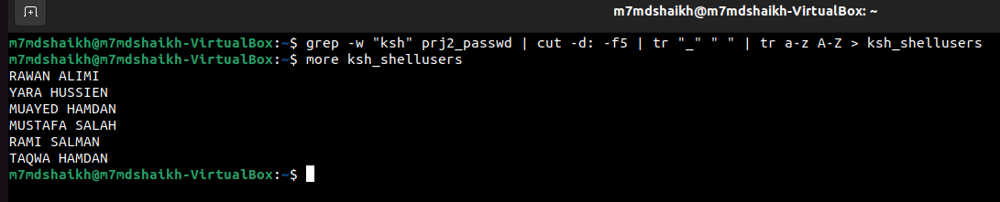 m7mdshaikh@m7mdshaikh-VirtualBox: ~
m7mdshaikh@m7mdshaikh-VirtualBox:~$ grep -w "ksh" prj2_passwd | cut -d: -f5 | tr "_" " " | tr a-z A-Z > ksh_shellusers
m7mdshaikh@m7mdshaikh-VirtualBox:~$ more ksh_shellusers
RAWAN ALIMI
YARA HUSSIEN
MUAYED HAMDAN
MUSTAFA SALAH
RAMI SALMAN
TAQWA HAMDAN
m7mdshaikh@m7mdshaikh-VirtualBox:~$